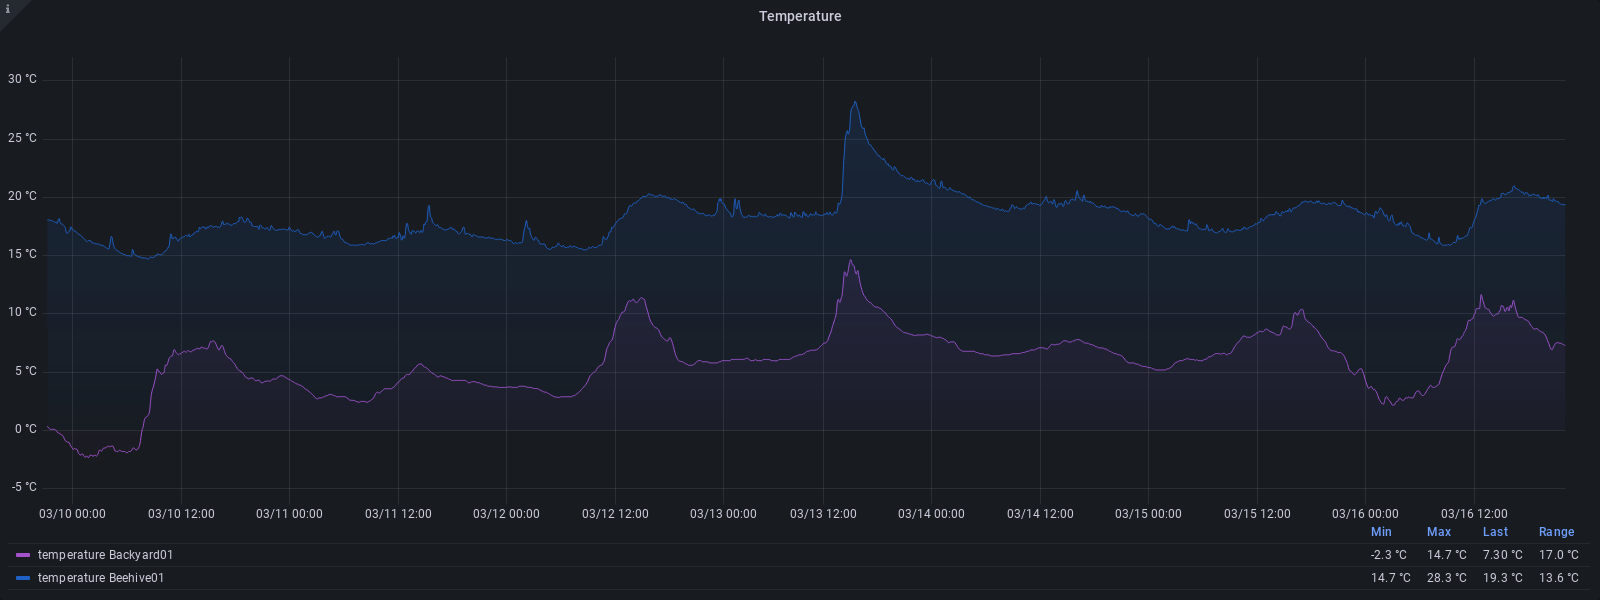 i
Temperature
30 °C
25 °C
20 °C
15 °C
10 °C
5 °C
0 °C
-5 °C
03/10 00:00 03/10 12:00 03/11 00:00 03/11 12:00 03/12 00:00 03/12 12:00 03/13 00:00 03/13 12:00 03/14 00:00 03/14 12:00 03/15 00:00 03/15 12:00 03/16 00:00 03/16 12:00
Min Max Last Range
temperature Backyard01 -2.3 °C 14.7 °C 7.30 °C 17.0 °C
temperature Beehive01 14.7 °C 28.3 °C 19.3 °C 13.6 °C